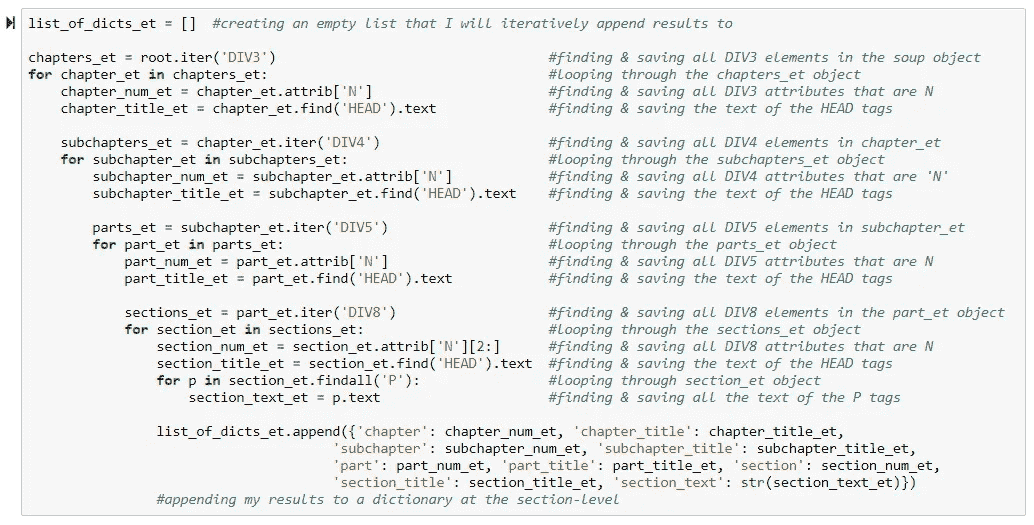 list_of_dicts_et = []  #creating an empty list that I will iteratively append results to

chapters_et = root.iter('DIV3')                                  #finding & saving all DIV3 elements in the soup object
for chapter_et in chapters_et:                                   #looping through the chapters_et object
    chapter_num_et = chapter_et.attrib['N']                      #finding & saving all DIV3 attributes that are N
    chapter_title_et = chapter_et.find('HEAD').text              #finding & saving the text of the HEAD tags

    subchapters_et = chapter_et.iter('DIV4')                     #finding & saving all DIV4 elements in chapter_et
    for subchapter_et in subchapters_et:                         #looping through the subchapters_et object
        subchapter_num_et = subchapter_et.attrib['N']            #finding & saving all DIV4 attributes that are 'N'
        subchapter_title_et = subchapter_et.find('HEAD').text    #finding & saving the text of the HEAD tags

        parts_et = subchapter_et.iter('DIV5')                    #finding & saving all DIV5 elements in subchapter_et
        for part_et in parts_et:                                 #looping through the parts_et object
            part_num_et = part_et.attrib['N']                    #finding & saving all DIV5 attributes that are N
            part_title_et = part_et.find('HEAD').text            #finding & saving the text of the HEAD tags

            sections_et = part_et.iter('DIV8')                   #finding & saving all DIV8 elements in the part_et object
            for section_et in sections_et:                       #looping through the sections_et object
                section_num_et = section_et.attrib['N'][2:]      #finding & saving all DIV8 attributes that are N
                section_title_et = section_et.find('HEAD').text  #finding & saving the text of the HEAD tags
                for p in section_et.findall('P'):                #looping through section_et object
                    section_text_et = p.text                     #finding & saving all the text of the P tags

                list_of_dicts_et.append({'chapter': chapter_num_et, 'chapter_title': chapter_title_et,
                                      'subchapter': subchapter_num_et, 'subchapter_title': subchapter_title_et,
                                      'part': part_num_et, 'part_title': part_title_et, 'section': section_num_et,
                                      'section_title': section_title_et, 'section_text': str(section_text_et)})
                #appending my results to a dictionary at the section-level